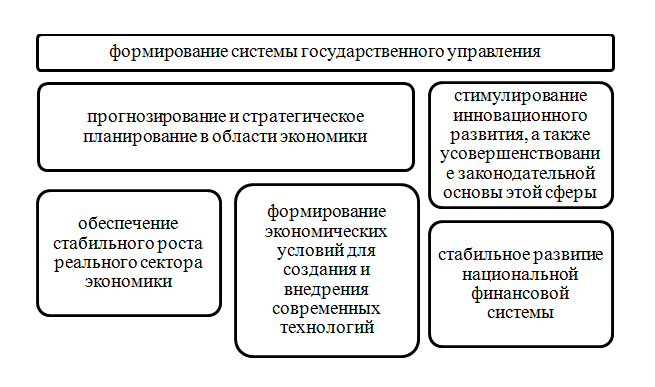 формирование системы государственного управления
прогнозирование и стратегическое
планирование в области экономики
стимулирование
инновационного
развития, а также
усовершенствовани
е законодательной
основы этой сферы
обеспечение
стабильного роста
реального сектора
экономики
формирование
экономических
условий для
создания и
внедрения
современных
технологий
стабильное развитие
национальной
финансовой
системы